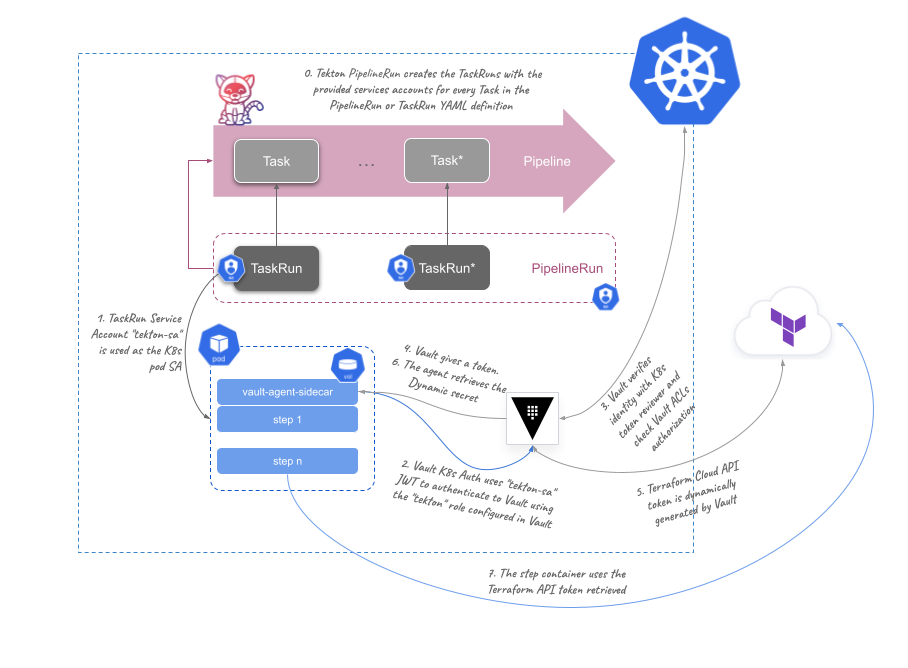 0. Tekton PipelineRun creates the TaskRuns with the
provided services accounts for every Task in the
PipelineRun or TaskRun YAML definition
Task
...
Task*
Pipeline
TaskRun
TaskRun*
PipelineRun
sa
sa
sa
1. TaskRun Service
Account "tekton-sa"
is used as the K8s
pod SA
pod
vol
vault-agent-sidecar
step 1
step n
4. Vault gives a token.
6. The agent retrieves the
Dynamic secret
3. Vault verifies
identity with K8s
token reviewer and
check Vault ACLs
authorization
2. Vault K8s Auth uses "tekton-sa"
JWT to authenticate to Vault using
the "tekton" role configured in Vault
5. Terraform Cloud API
token is dynamically
generated by Vault
7. The step container uses the
Terraform API token retrieved